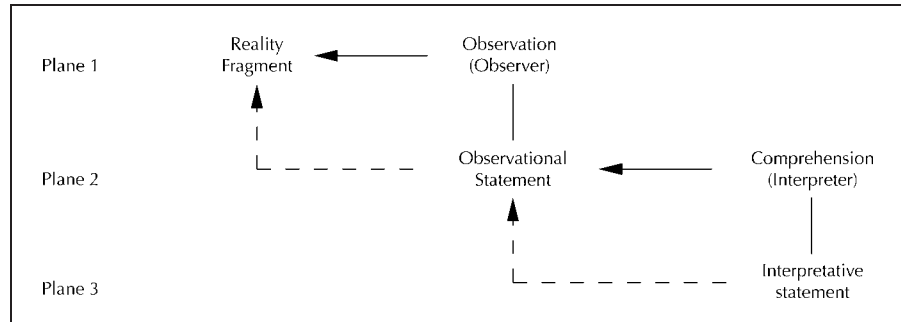 Reality
Fragment
Observation
(Observer)
Plane 1
Observational
Statement
Comprehension
(Interpreter)
Plane 2
Interpretative
statement
Plane 3